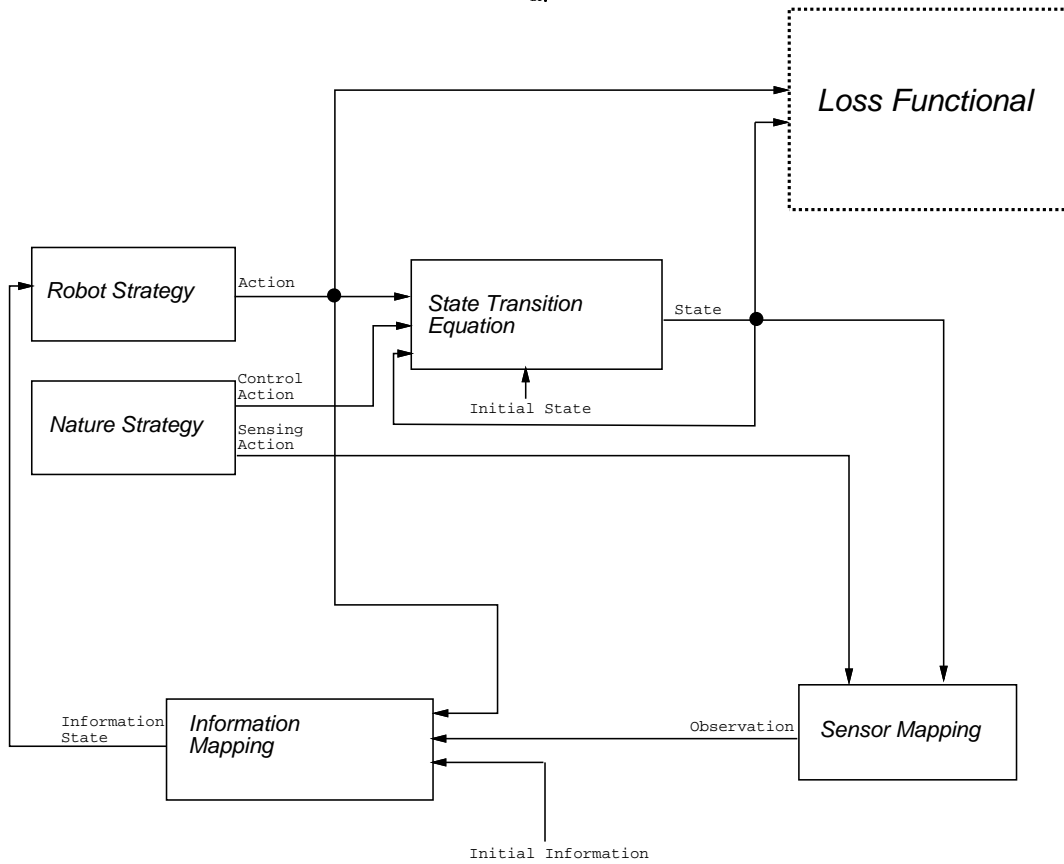 Loss Functional
Robot Strategy
Action
State Transition
Equation
State
Control
Action
Initial State
Nature Strategy
Sensing
Action
Information
State
Information
Mapping
Observation
Sensor Mapping
Initial Information